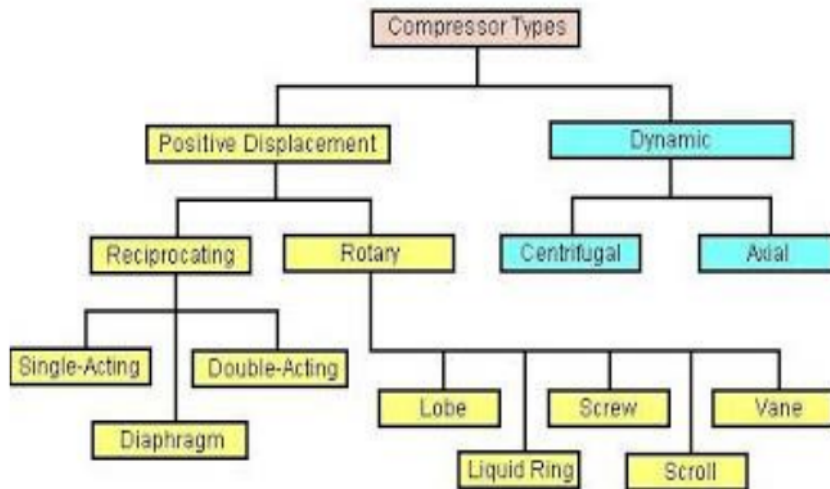 Compressor Types
Positive Displacement
Dynamic
Reciprocating
Rotary
Centrifugal
Axial
Single-Acting
Double-Acting
Diaphragm
Lobe
Screw
Vane
Liquid Ring
Scroll